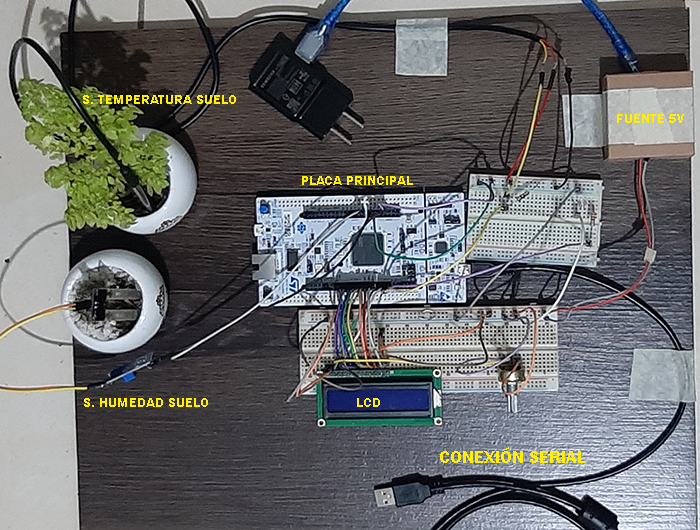 S. TEMPERATURA SUELO
FUENTE 5V
PLACA PRINCIPAL
S. HUMEDAD SUELO
LCD
CONEXIÓN SERIAL